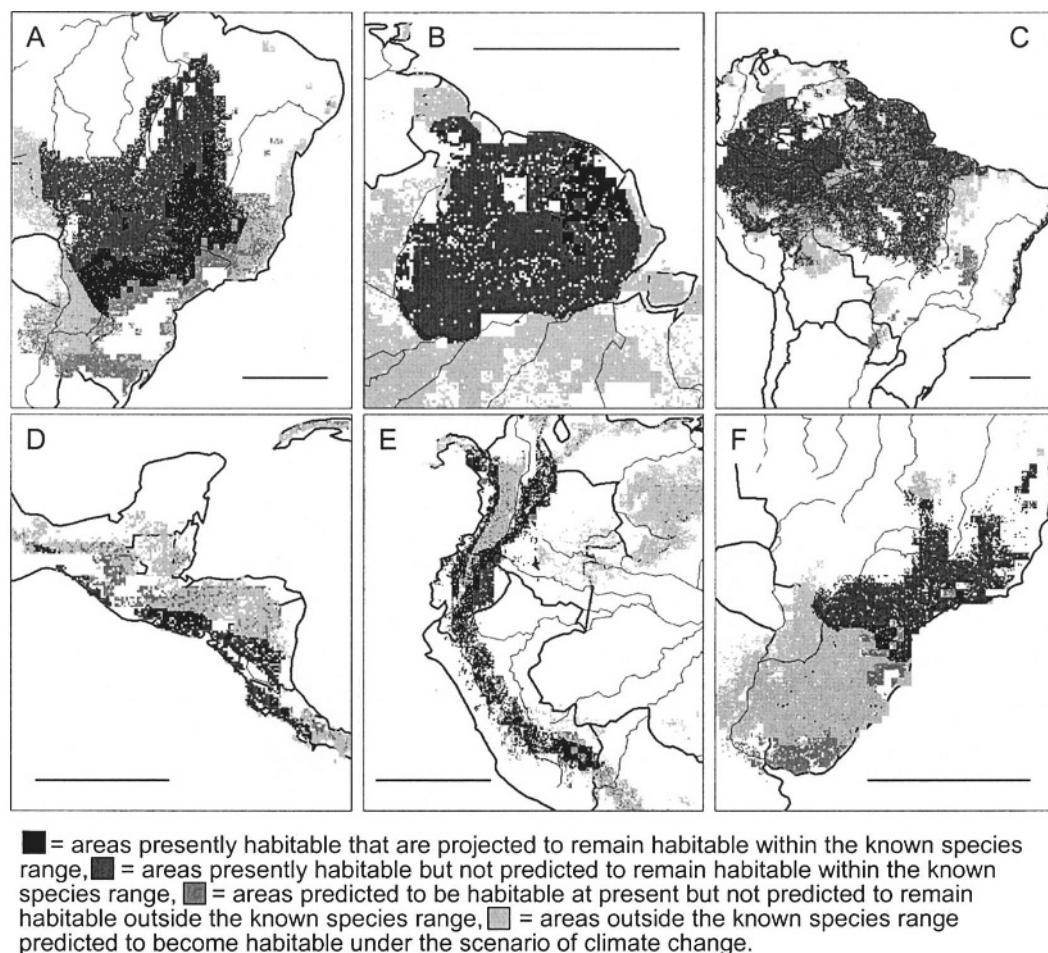 A
B
C
D
E
F
= areas presently habitable that are projected to remain habitable within the known species
range, = areas presently habitable but not predicted to remain habitable within the known
species range, = areas predicted to be habitable at present but not predicted to remain
habitable outside the known species range, = areas outside the known species range
predicted to become habitable under the scenario of climate change.